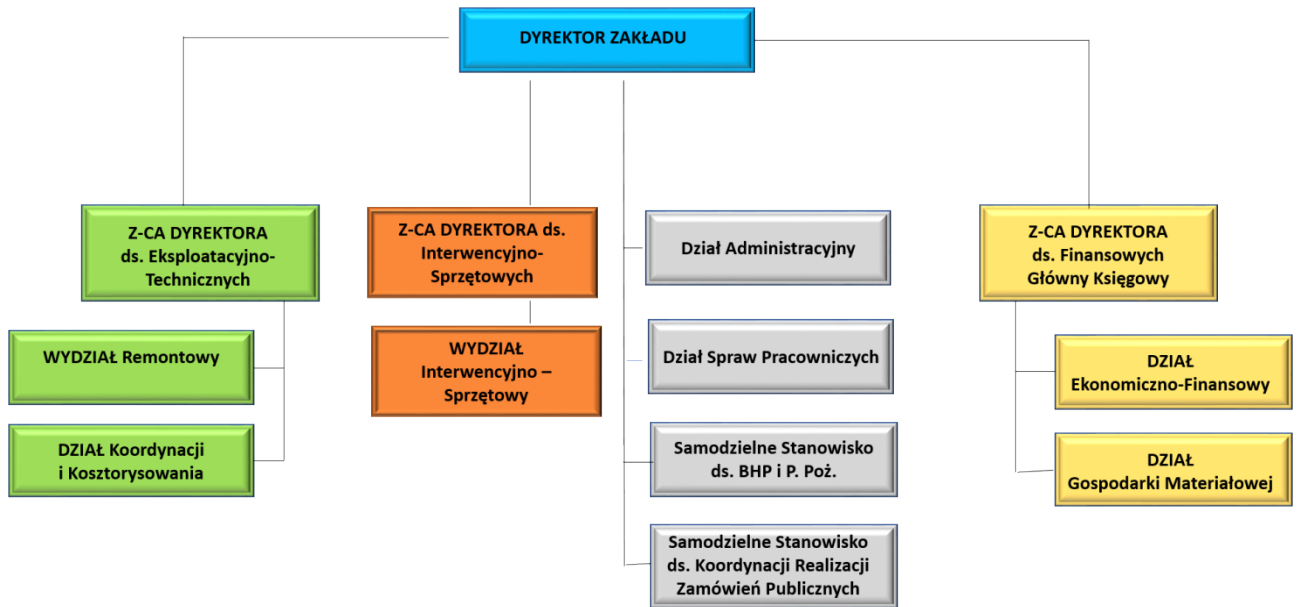 DYREKTOR ZAKŁADU
Z-CA DYREKTORA
ds. Eksploatacyjno-
Technicznych
WYDZIAŁ Remontowy
DZIAŁ Koordynacji
i Kosztorysowania
Z-CA DYREKTORA ds.
Interwencyjno-
Sprzętowych
WYDZIAŁ
Interwencyjno –
Sprzętowy
Dział Administracyjny
Dział Spraw Pracowniczych
Samodzielne Stanowisko
ds. BHP i P. Poż.
Samodzielne Stanowisko
ds. Koordynacji Realizacji
Zamówień Publicznych
Z-CA DYREKTORA
ds. Finansowych
Główny Księgowy
DZIAŁ
Ekonomiczno-Finansowy
DZIAŁ
Gospodarki Materiałowej